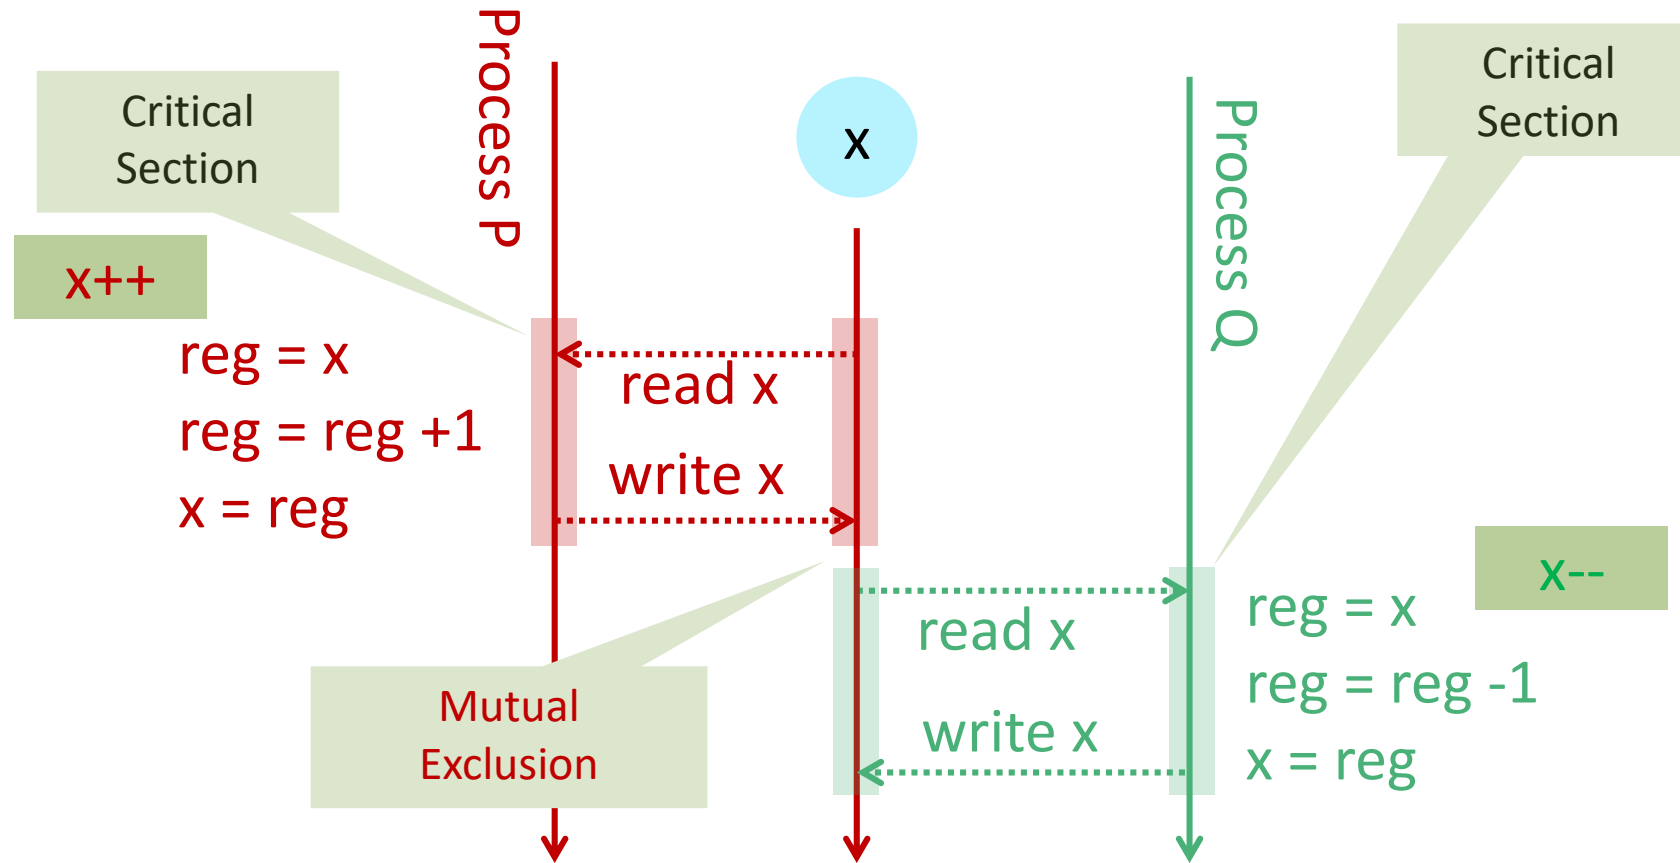 Process P
Critical
Section
Critical
Section
x
Process Q
x++
reg = x
reg = reg +1
x = reg
read x
write x
Mutual
Exclusion
x--
read x
write x
reg = x
reg = reg -1
x = reg